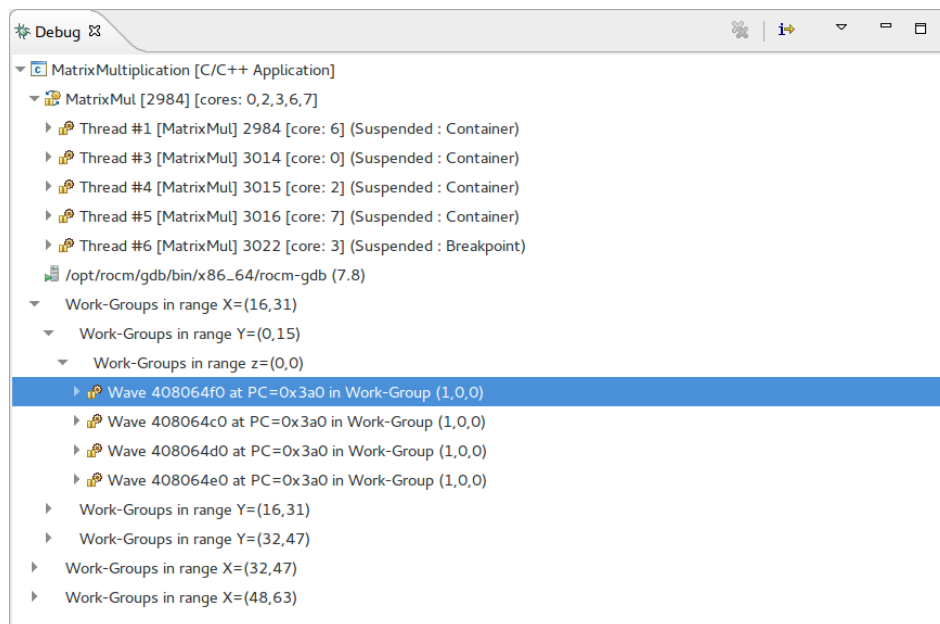 Debug
MatrixMultiplication [C/C++ Application]
MatrixMul [2984] [cores: 0,2,3,6,7]
Thread #1 [MatrixMul] 2984 [core: 6] (Suspended : Container)
Thread #3 [MatrixMul] 3014 [core: 0] (Suspended : Container)
Thread #4 [MatrixMul] 3015 [core: 2] (Suspended : Container)
Thread #5 [MatrixMul] 3016 [core: 7] (Suspended : Container)
Thread #6 [MatrixMul] 3022 [core: 3] (Suspended : Breakpoint)
/opt/rocm/gdb/bin/x86_64/rocm-gdb (7.8)
Work-Groups in range X=(16,31)
Work-Groups in range Y=(0,15)
Work-Groups in range z=(0,0)
Wave 408064f0 at PC=0x3a0 in Work-Group (1,0,0)
Wave 408064c0 at PC=0x3a0 in Work-Group (1,0,0)
Wave 408064d0 at PC=0x3a0 in Work-Group (1,0,0)
Wave 408064e0 at PC=0x3a0 in Work-Group (1,0,0)
Work-Groups in range Y=(16,31)
Work-Groups in range Y=(32,47)
Work-Groups in range X=(32,47)
Work-Groups in range X=(48,63)